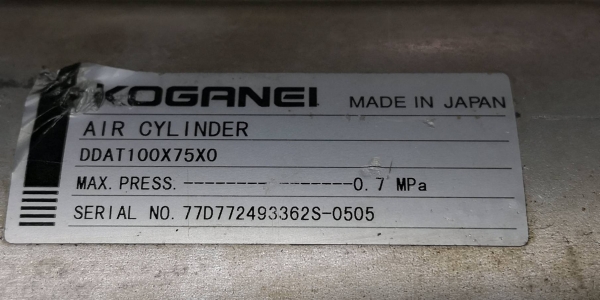 KOGANEI MADE IN JAPAN
AIR CYLINDER
DDAT100X75X0
MAX. PRESS.---------- ---------0.7 MPa
SERIAL NO. 77D772493362S-0505